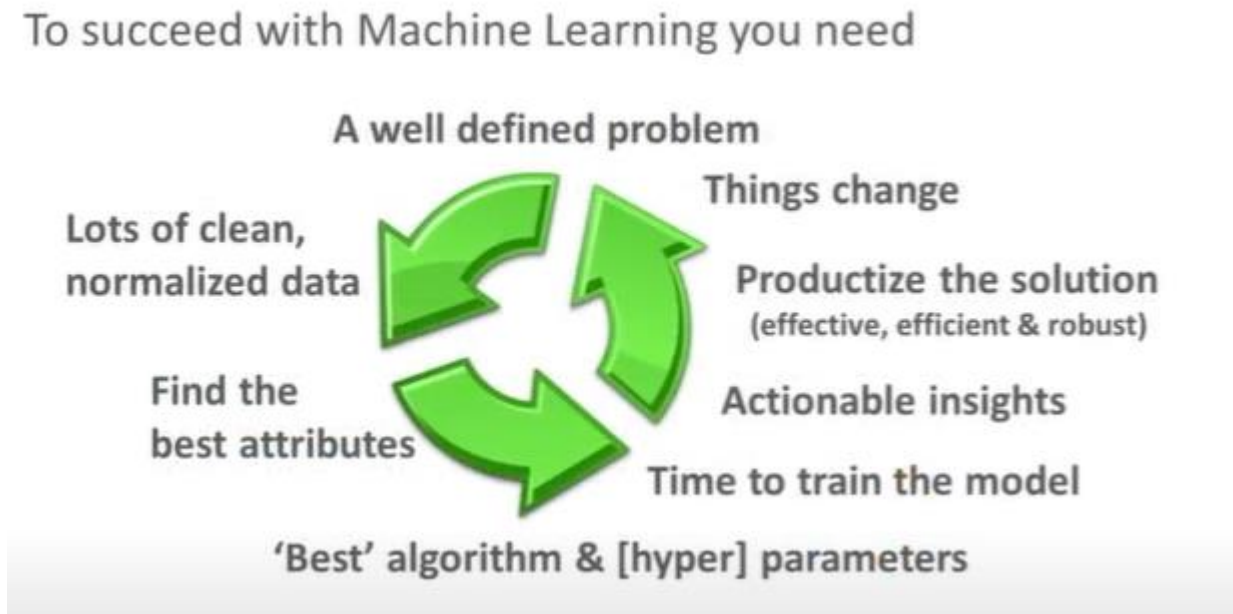 To succeed with Machine Learning you need
A well defined problem
Things change
Lots of clean,
normalized data
Productize the solution
(effective, efficient & robust)
Find the
best attributes
Actionable insights
Time to train the model
‘Best’ algorithm & [hyper] parameters